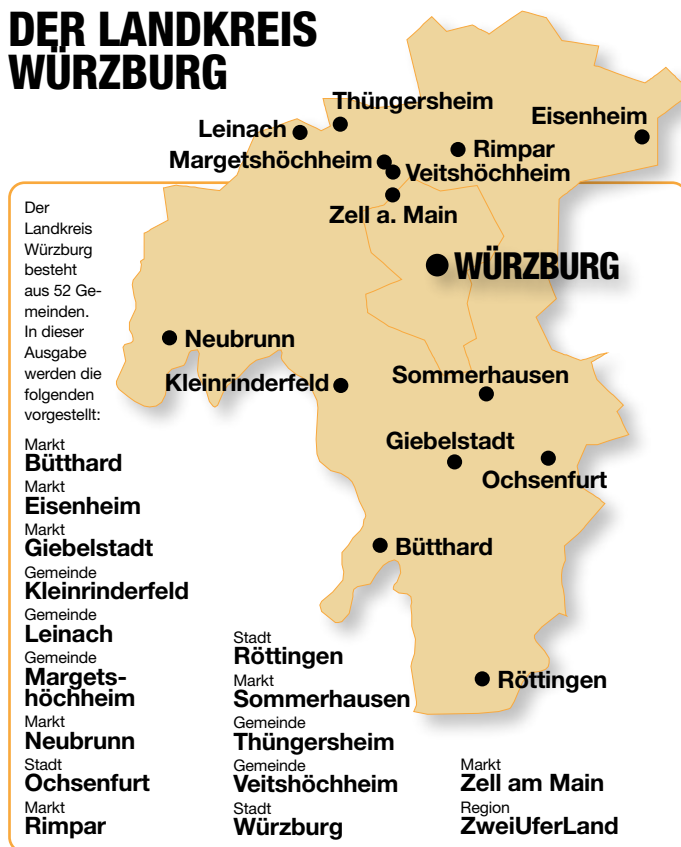 DER LANDKREIS
WÜRZBURG
Thüngersheim
Leinach
Eisenheim
Margetshöchheim
Rimpar
Veitshöchheim
Zell a. Main
WÜRZBURG
Neubrunn
Kleinrinderfeld
Sommerhausen
Giebelstadt
Ochsenfurt
Bütthard
Röttingen
Der
Landkreis
Würzburg
besteht
aus 52 Ge-
meinden.
In dieser
Ausgabe
werden die
folgenden
vorgestellt:
Markt
Bütthard
Markt
Eisenheim
Markt
Giebelstadt
Gemeinde
Kleinrinderfeld
Gemeinde
Leinach
Gemeinde
Margets-
höchheim
Markt
Neubrunn
Stadt
Ochsenfurt
Markt
Rimpar
Stadt
Röttingen
Markt
Sommerhausen
Gemeinde
Thüngersheim
Gemeinde
Veitshöchheim
Stadt
Würzburg
Markt
Zell am Main
Region
ZweiUferLand